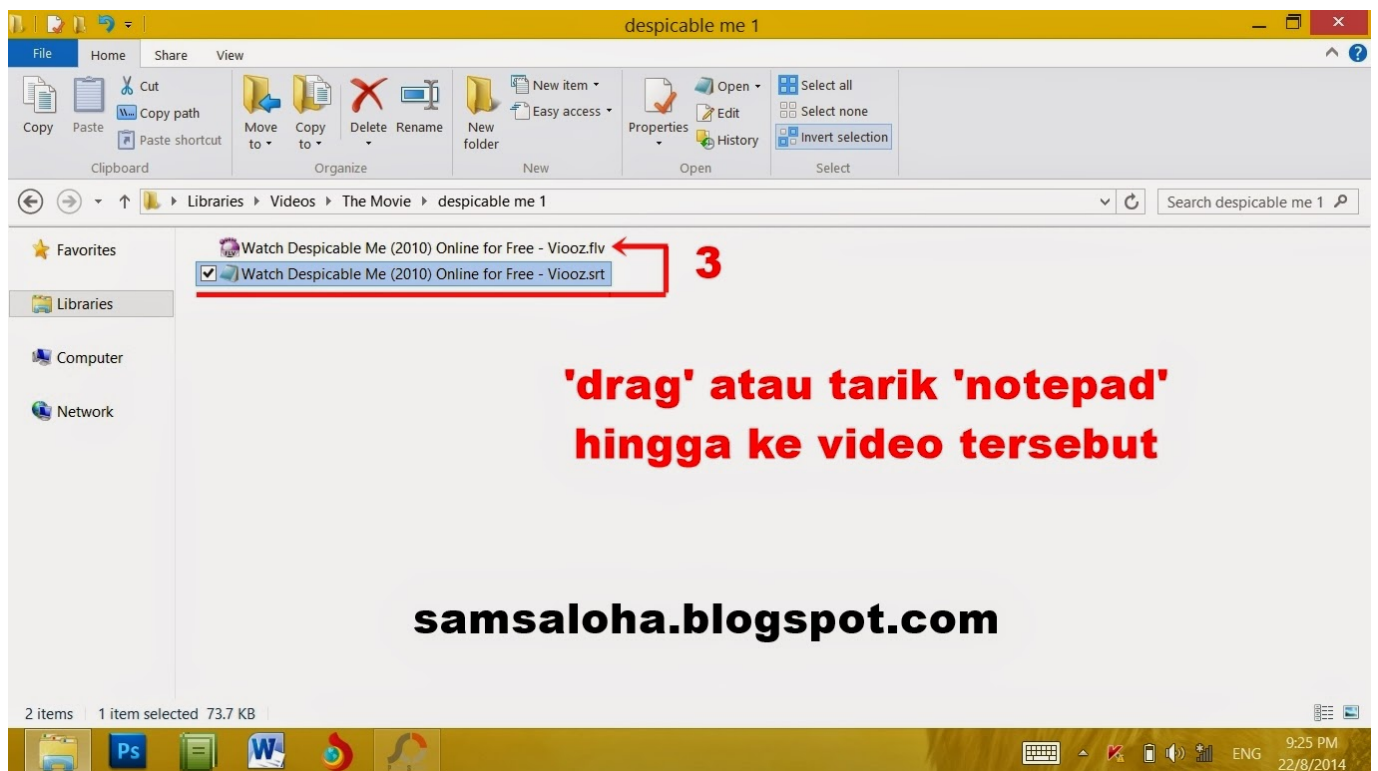 despicable me 1
File Home Share View
Copy
Paste
Cut
Copy path
Paste shortcut
Clipboard
Move to
Copy to
Delete
Rename
Organize
New folder
New item
Easy access
New
Properties
Open
Edit
History
Open
Select all
Select none
Invert selection
Select
Libraries Videos The Movie despicable me 1
Search despicable me 1
Favorites
Libraries
Computer
Network
Watch Despicable Me (2010) Online for Free - Viooz.flv
Watch Despicable Me (2010) Online for Free - Viooz.srt
3
'drag' atau tarik 'notepad'
hingga ke video tersebut
samsaloha.blogspot.com
2 items 1 item selected 73.7 KB
Ps
W
ENG
9:25 PM
22/8/2014